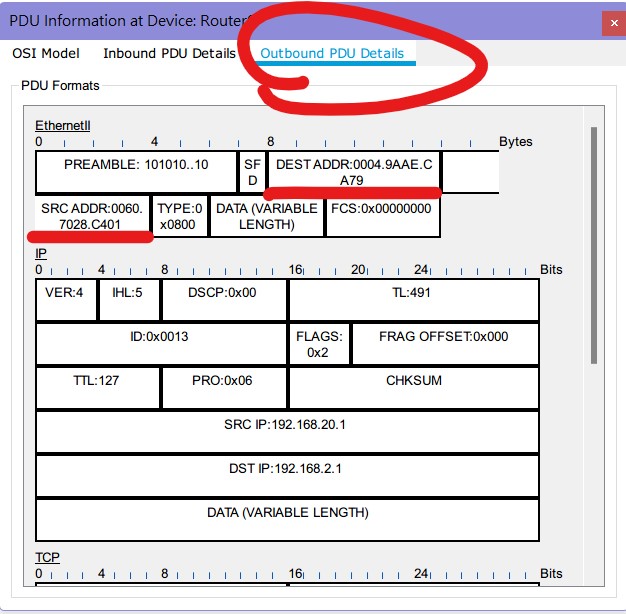 PDU Information at Device: Router
OSI Model Inbound PDU Details Outbound PDU Details
PDU Formats
EthernetII
0 4 8 Bytes
PREAMBLE: 101010..10 SF DEST ADDR:0004.9AAE.C
D A79
SRC ADDR:0060. TYPE:0 DATA (VARIABLE FCS:0x00000000
7028.C401 x0800 LENGTH)
IP
0 4 8 16 20 24 Bits
VER:4 IHL:5 DSCP:0x00 TL:491
ID:0x0013 FLAGS: FRAG OFFSET:0x000
0x2
TTL:127 PRO:0x06 CHKSUM
SRC IP:192.168.20.1
DST IP:192.168.2.1
DATA (VARIABLE LENGTH)
TCP
0 4 8 16 24 Bits